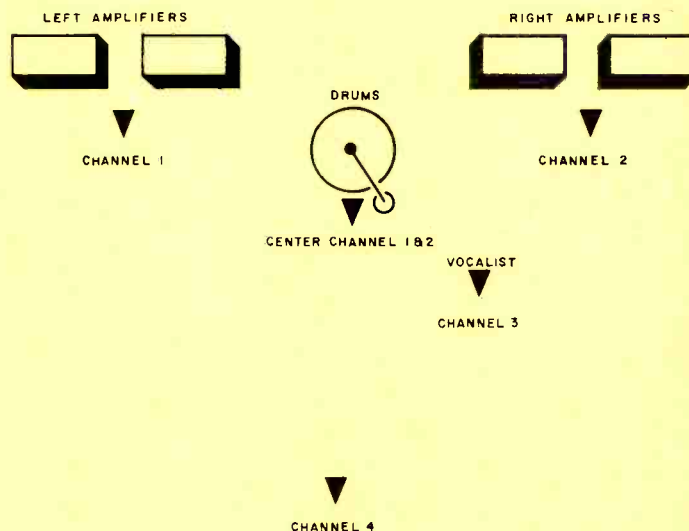 LEFT AMPLIFIERS
RIGHT AMPLIFIERS
DRUMS
CHANNEL 1
CHANNEL 2
CENTER CHANNEL 1&2
VOCALIST
CHANNEL 3
CHANNEL 4